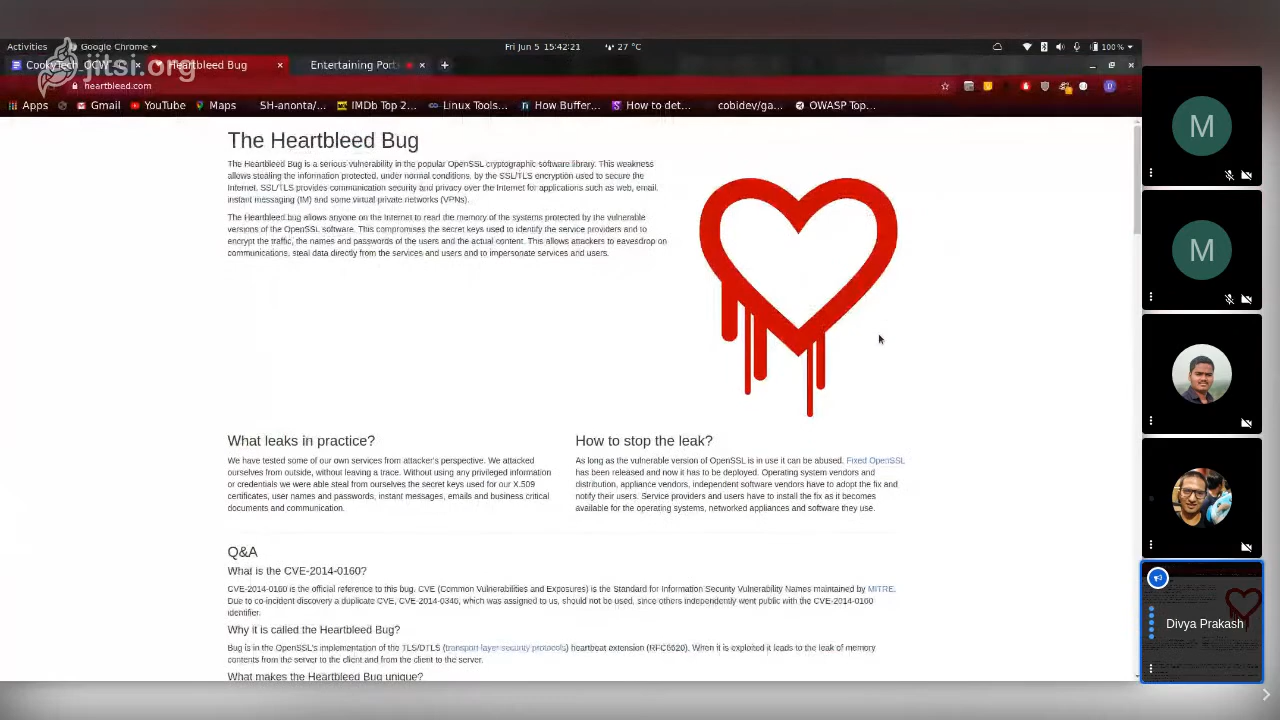 Activities
Google Chrome
Fri Jun 5 15:42:21
27 °C
100%
jitsi.org
Heartbleed Bug
Entertaining Port
heartbleed.com
Apps
Gmail
YouTube
Maps
SH-anonta/...
IMDb Top 2...
Linux Tools...
How Buffer...
How to det...
cobidev/ga...
OWASP Top...
The Heartbleed Bug
The Heartbleed Bug is a serious vulnerability in the popular OpenSSL cryptographic software library. This weakness
allows stealing the information protected, under normal conditions, by the SSL/TLS encryption used to secure the
Internet. SSL/TLS provides communication security and privacy over the Internet for applications such as web, email,
instant messaging (IM) and some virtual private networks (VPNs).
The Heartbleed bug allows anyone on the Internet to read the memory of the systems protected by the vulnerable
versions of the OpenSSL software. This compromises the secret keys used to identify the service providers and to
encrypt the traffic, the names and passwords of the users and the actual content. This allows attackers to eavesdrop on
communications, steal data directly from the services and users and to impersonate services and users.
What leaks in practice?
We have tested some of our own services from attacker's perspective. We attacked
ourselves from outside, without leaving a trace. Without using any privileged information
or credentials we were able steal from ourselves the secret keys used for our X.509
certificates, user names and passwords, instant messages, emails and business critical
documents and communication.
How to stop the leak?
As long as the vulnerable version of OpenSSL is in use it can be abused. Fixed OpenSSL
has been released and now it has to be deployed. Operating system vendors and
distribution, appliance vendors, independent software vendors have to adopt the fix and
notify their users. Service providers and users have to install the fix as it becomes
available for the operating systems, networked appliances and software they use.
Q&A
What is the CVE-2014-0160?
CVE-2014-0160 is the official reference to this bug. CVE (Common Vulnerabilities and Exposures) is the Standard for Information Security Vulnerability Names maintained by MITRE.
Due to co-incident discovery a duplicate CVE, CVE-2014-0346, which was assigned to us, should not be used, since others independently went public with the CVE-2014-0160
identifier.
Why it is called the Heartbleed Bug?
Bug is in the OpenSSL's implementation of the TLS/DTLS (transport layer security protocols) heartbeat extension (RFC6520). When it is exploited it leads to the leak of memory
contents from the server to the client and from the client to the server.
What makes the Heartbleed Bug unique?
M
M
Divya Prakash